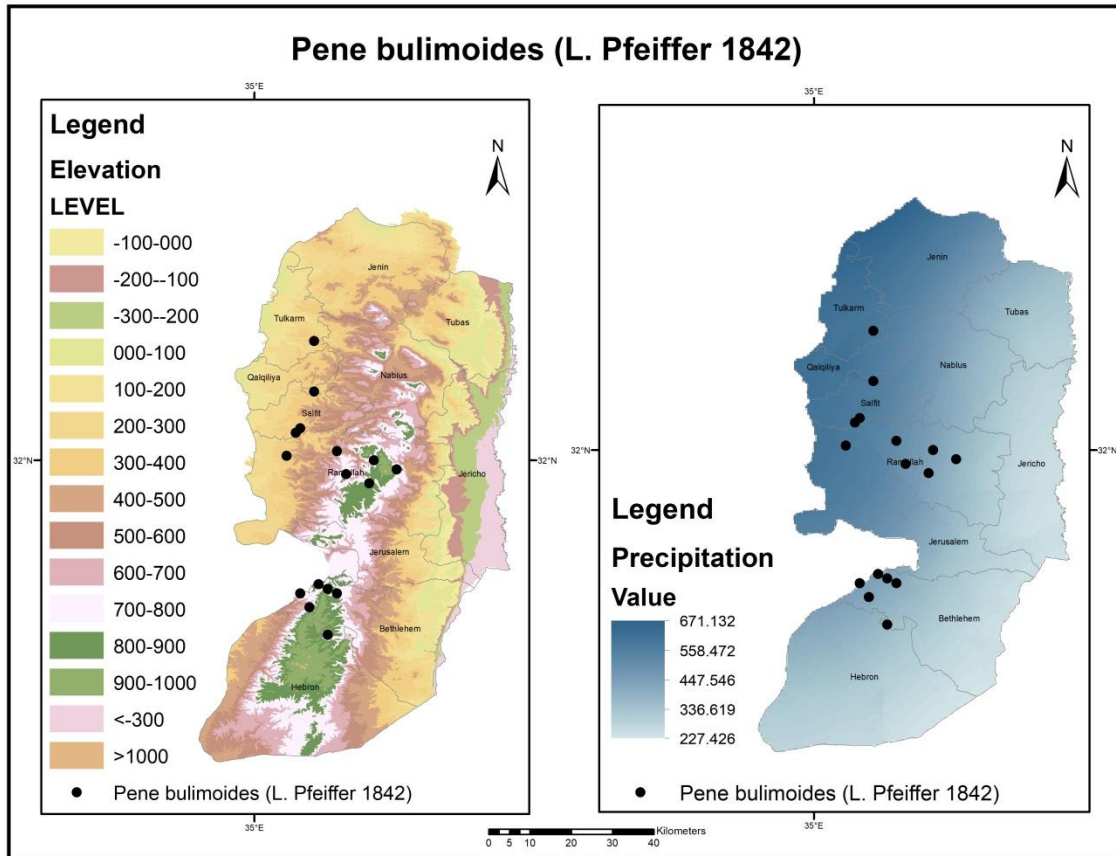 Pene bulimoides (L. Pfeiffer 1842)
35°E
Legend
Elevation
LEVEL
-100-000
-200--100
-300--200
000-100
100-200
200-300
300-400
400-500
500-600
600-700
700-800
800-900
900-1000
<-300
>1000
Pene bulimoides (L. Pfeiffer 1842)
N
Jenin
Tulkarm
Tubas
Qalqiliya
Nablus
Salfit
Ramallah
Jericho
Jerusalem
Bethlehem
Hebron
32°N
32°N
35°E
35°E
N
Jenin
Tulkarm
Tubas
Qalqiliya
Nablus
Salfit
Ramallah
Jericho
Jerusalem
Bethlehem
Hebron
32°N
32°N
Legend
Precipitation
Value
671.132
558.472
447.546
336.619
227.426
Pene bulimoides (L. Pfeiffer 1842)
35°E
Kilometers
0 5 10 20 30 40